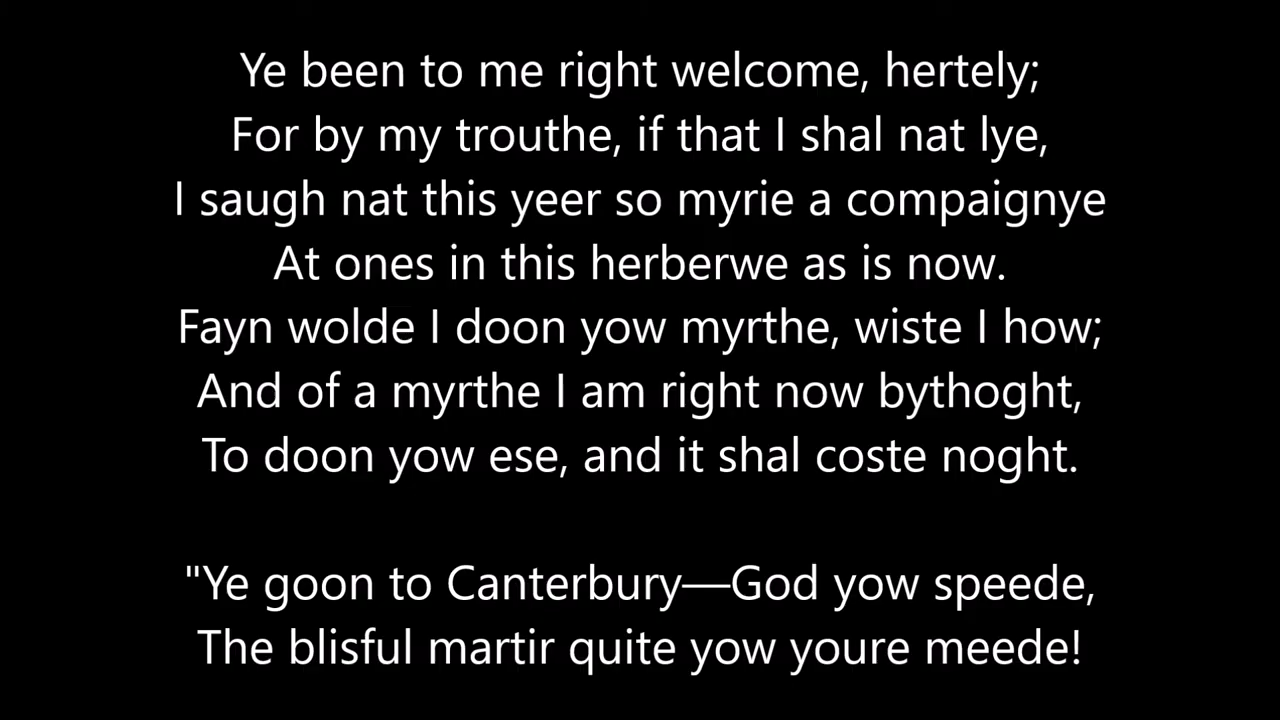 Ye been to me right welcome, hertely;
For by my trouthe, if that I shal nat lye,
I saugh nat this yeer so myrie a compaignye
At ones in this herberwe as is now.
Fayn wolde I doon yow myrthe, wiste I how;
And of a myrthe I am right now bythoght,
To doon yow ese, and it shal coste noght.
"Ye goon to Canterbury—God yow speede,
The blisful martir quite yow youre meede!